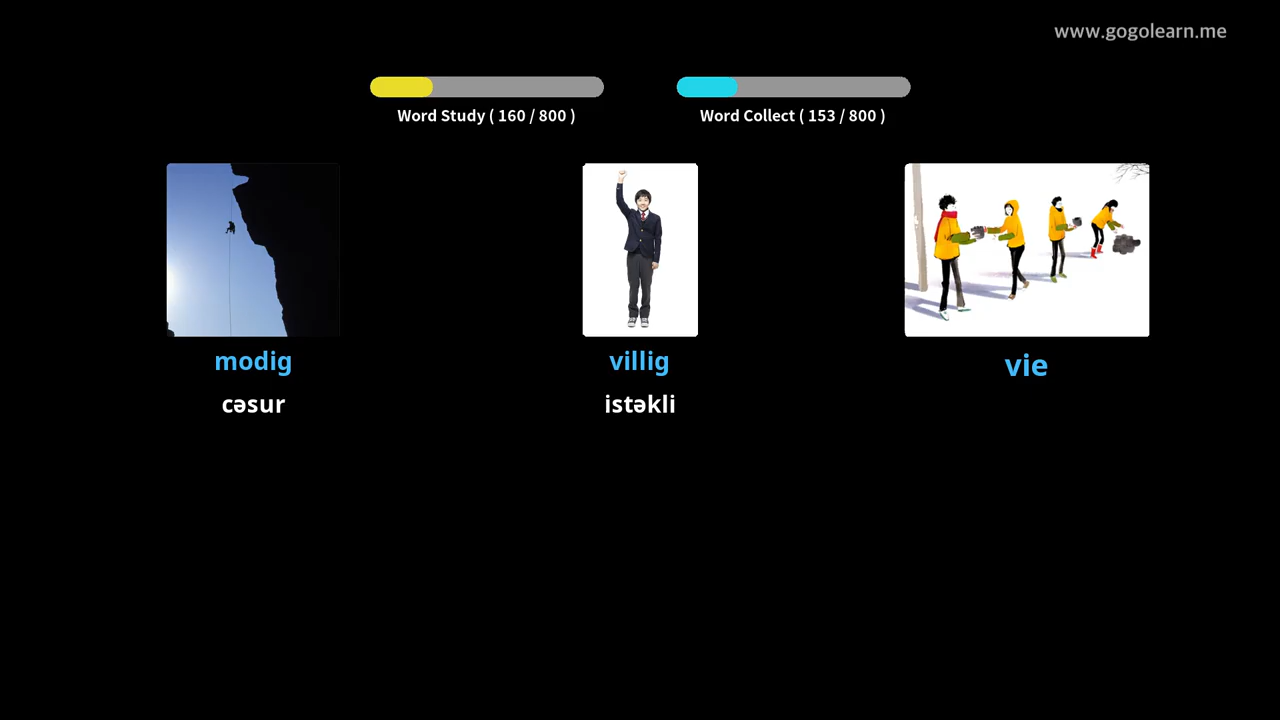 www.gogolearn.me
Word Study ( 160 / 800 )
Word Collect ( 153 / 800 )
modig
villig
vie
cəsur
istəkli